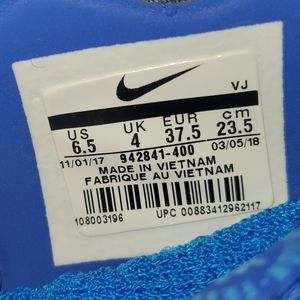 VJ
US UK EUR cm
6.5 4 37.5 23.5
11/01/17 942841-400 03/05/18
MADE IN VIETNAM
FABRIQUE AU VIETNAM
108003196 UPC 00883412962117